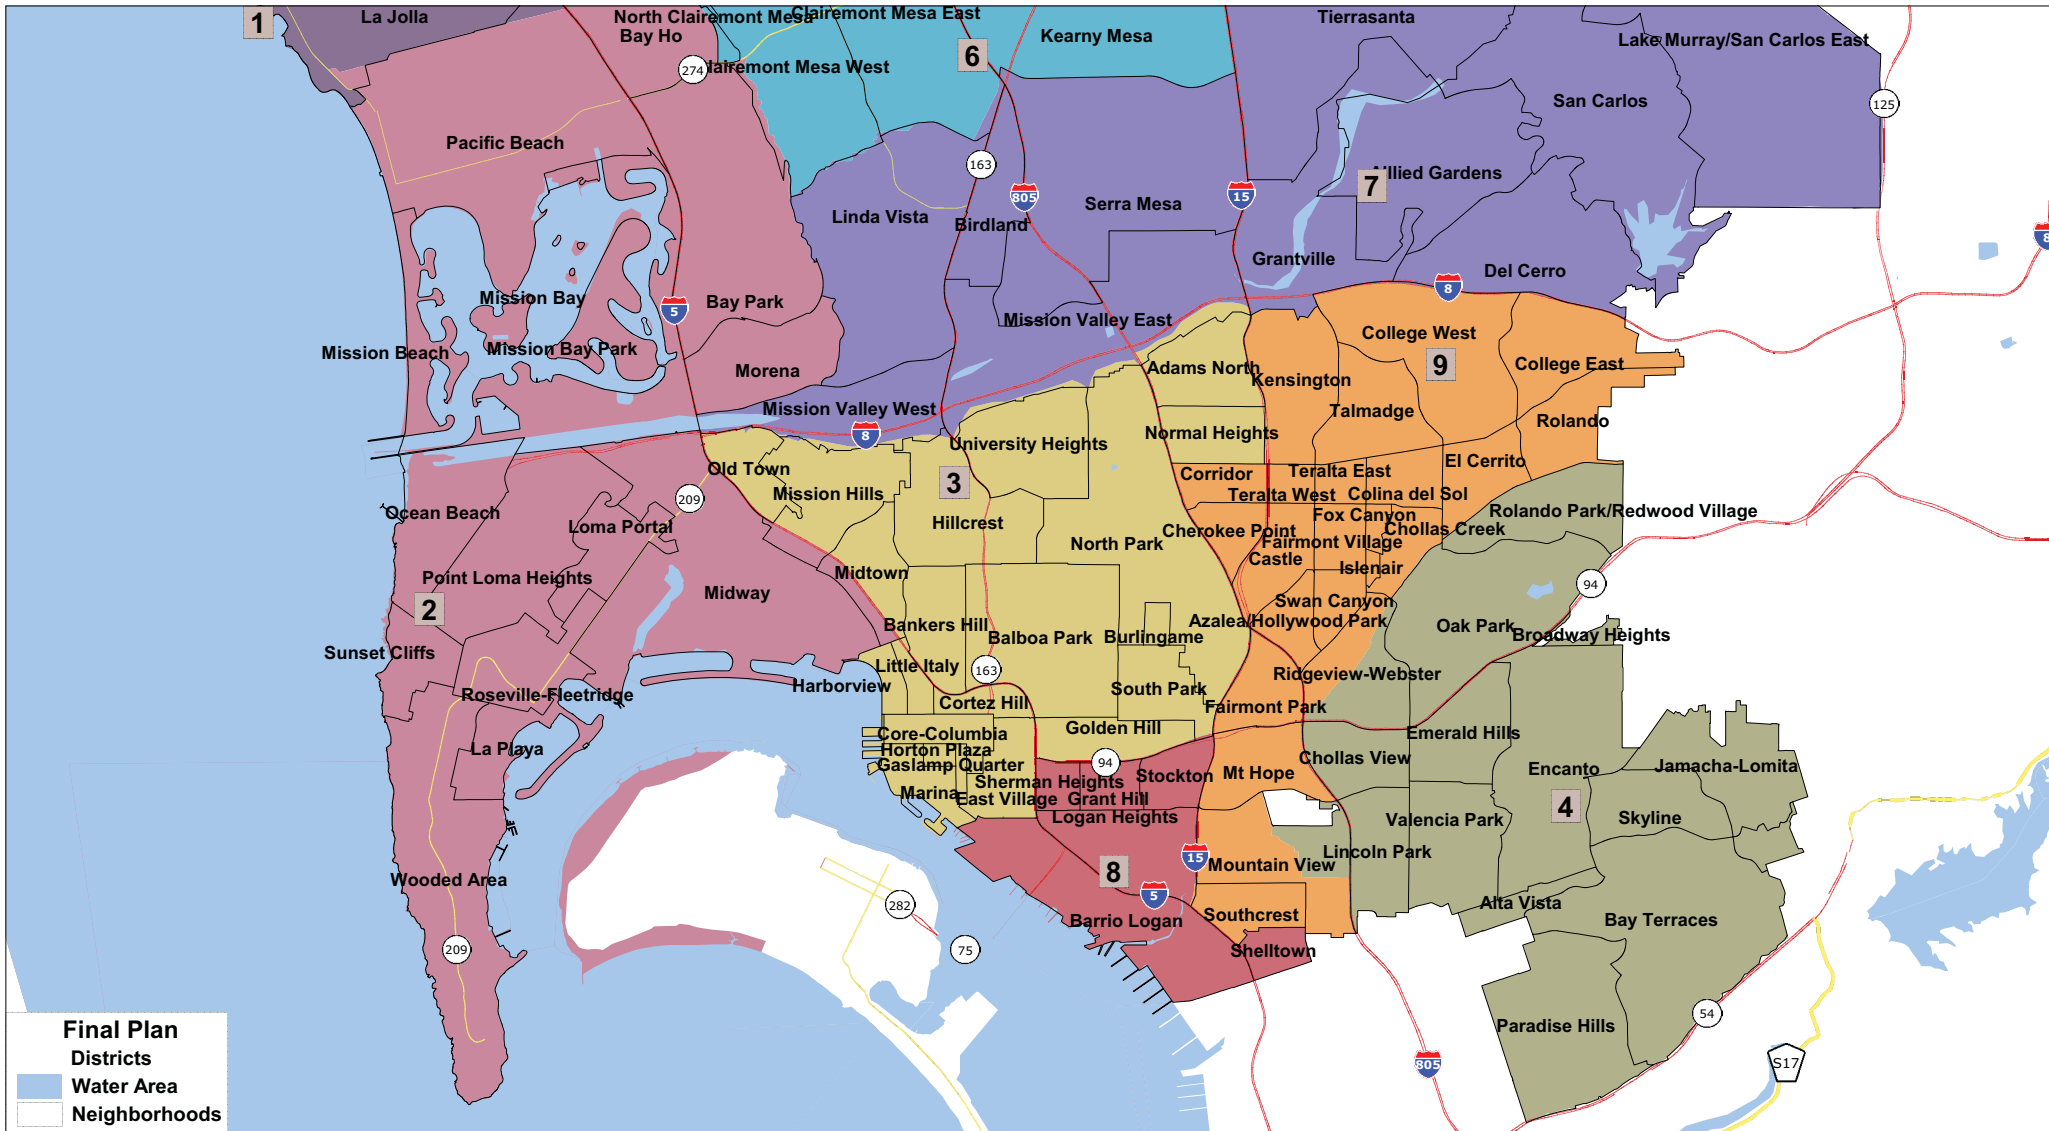 1
La Jolla
North Clairemont Mesa
Clairemont Mesa East
Bay Ho
6
Kearny Mesa
Tierrasanta
Lake Murray/San Carlos East
274
lairemont Mesa West
San Carlos
125
Pacific Beach
163
805
15
7
llied Gardens
Linda Vista
Birdland
Serra Mesa
8
Grantville
Del Cerro
Mission Bay
5
Bay Park
8
Mission Valley East
College West
Mission Beach
Mission Bay Park
Morena
Adams North
9
College East
Kensington
Mission Valley West
Talmadge
Rolando
8
University Heights
Normal Heights
Old Town
El Cerrito
Corridor
Teralta East
3
Mission Hills
Teralta West
Colina del Sol
209
Ocean Beach
Loma Portal
Hillcrest
Fox Canyon
Rolando Park/Redwood Village
Cherokee Point
Chollas Creek
North Park
Fairmont Village
Castle
Islenair
Point Loma Heights
Midtown
94
2
Midway
Swan Canyon
Bankers Hill
Balboa Park
Burlingame
Azalea/Hollywood Park
Oak Park
Broadway Heights
Sunset Cliffs
Little Italy
163
Ridgeview-Webster
Roseville-Fleetridge
Harborview
South Park
Cortez Hill
Fairmont Park
Golden Hill
Core-Columbia
Emerald Hills
La Playa
Horton Plaza
Gaslamp Quarter
94
Chollas View
Encanto
Jamacha-Lomita
Sherman Heights
Stockton
Mt Hope
Marina
East Village
Grant Hill
4
Logan Heights
Valencia Park
Skyline
15
Mountain View
Lincoln Park
8
Wooded Area
5
282
Alta Vista
Barrio Logan
Southcrest
Bay Terraces
209
75
Shelltown
54
Paradise Hills
805
S17
Final Plan
Districts
Water Area
Neighborhoods